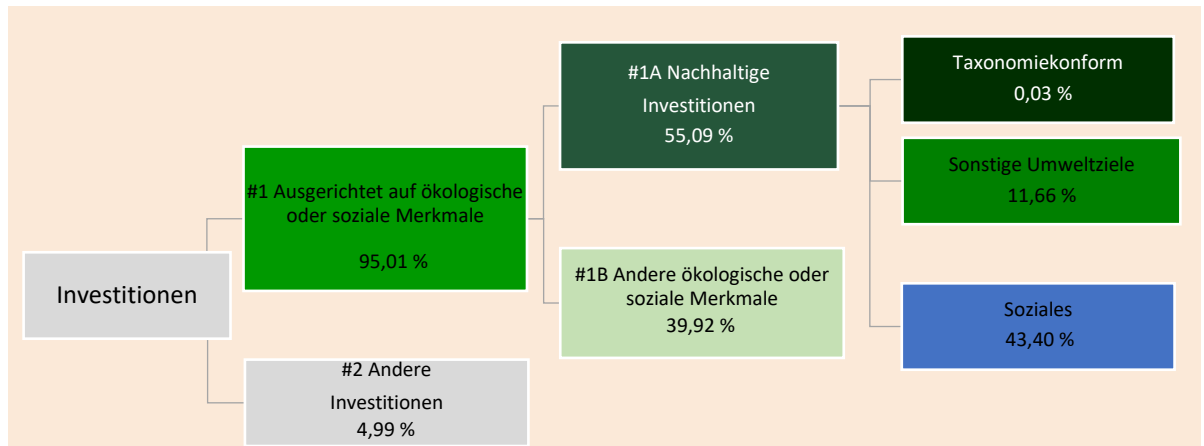 Investitionen
#1 Ausgerichtet auf ökologische
oder soziale Merkmale
95,01 %
#2 Andere
Investitionen
4,99 %
#1A Nachhaltige
Investitionen
55,09 %
#1B Andere ökologische oder
soziale Merkmale
39,92 %
Taxonomiekonform
0,03 %
Sonstige Umweltziele
11,66 %
Soziales
43,40 %